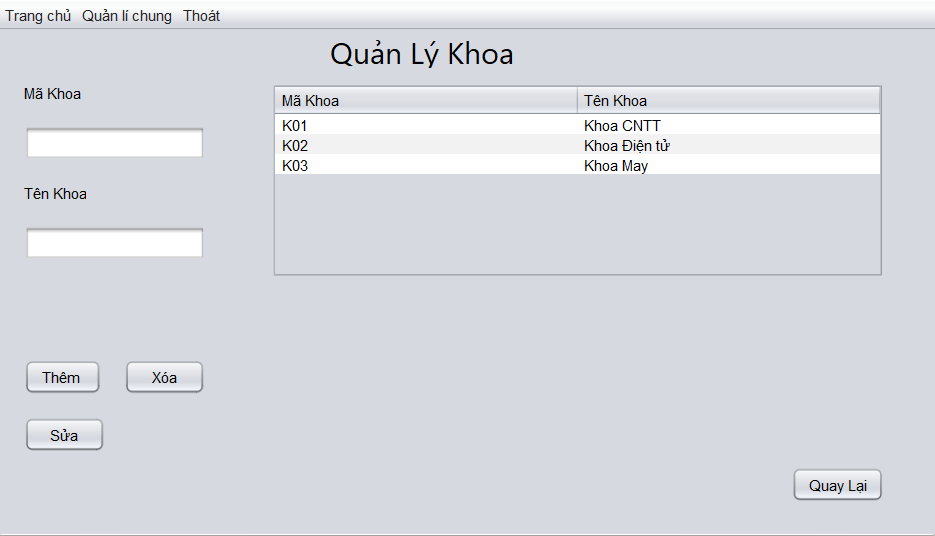 Trang chủ Quản lí chung Thoát
Quản Lý Khoa
Mã Khoa
Tên Khoa
Mã Khoa Tên Khoa
K01 Khoa CNTT
K02 Khoa Điện tử
K03 Khoa May
Thêm Xóa
Sửa
Quay Lại